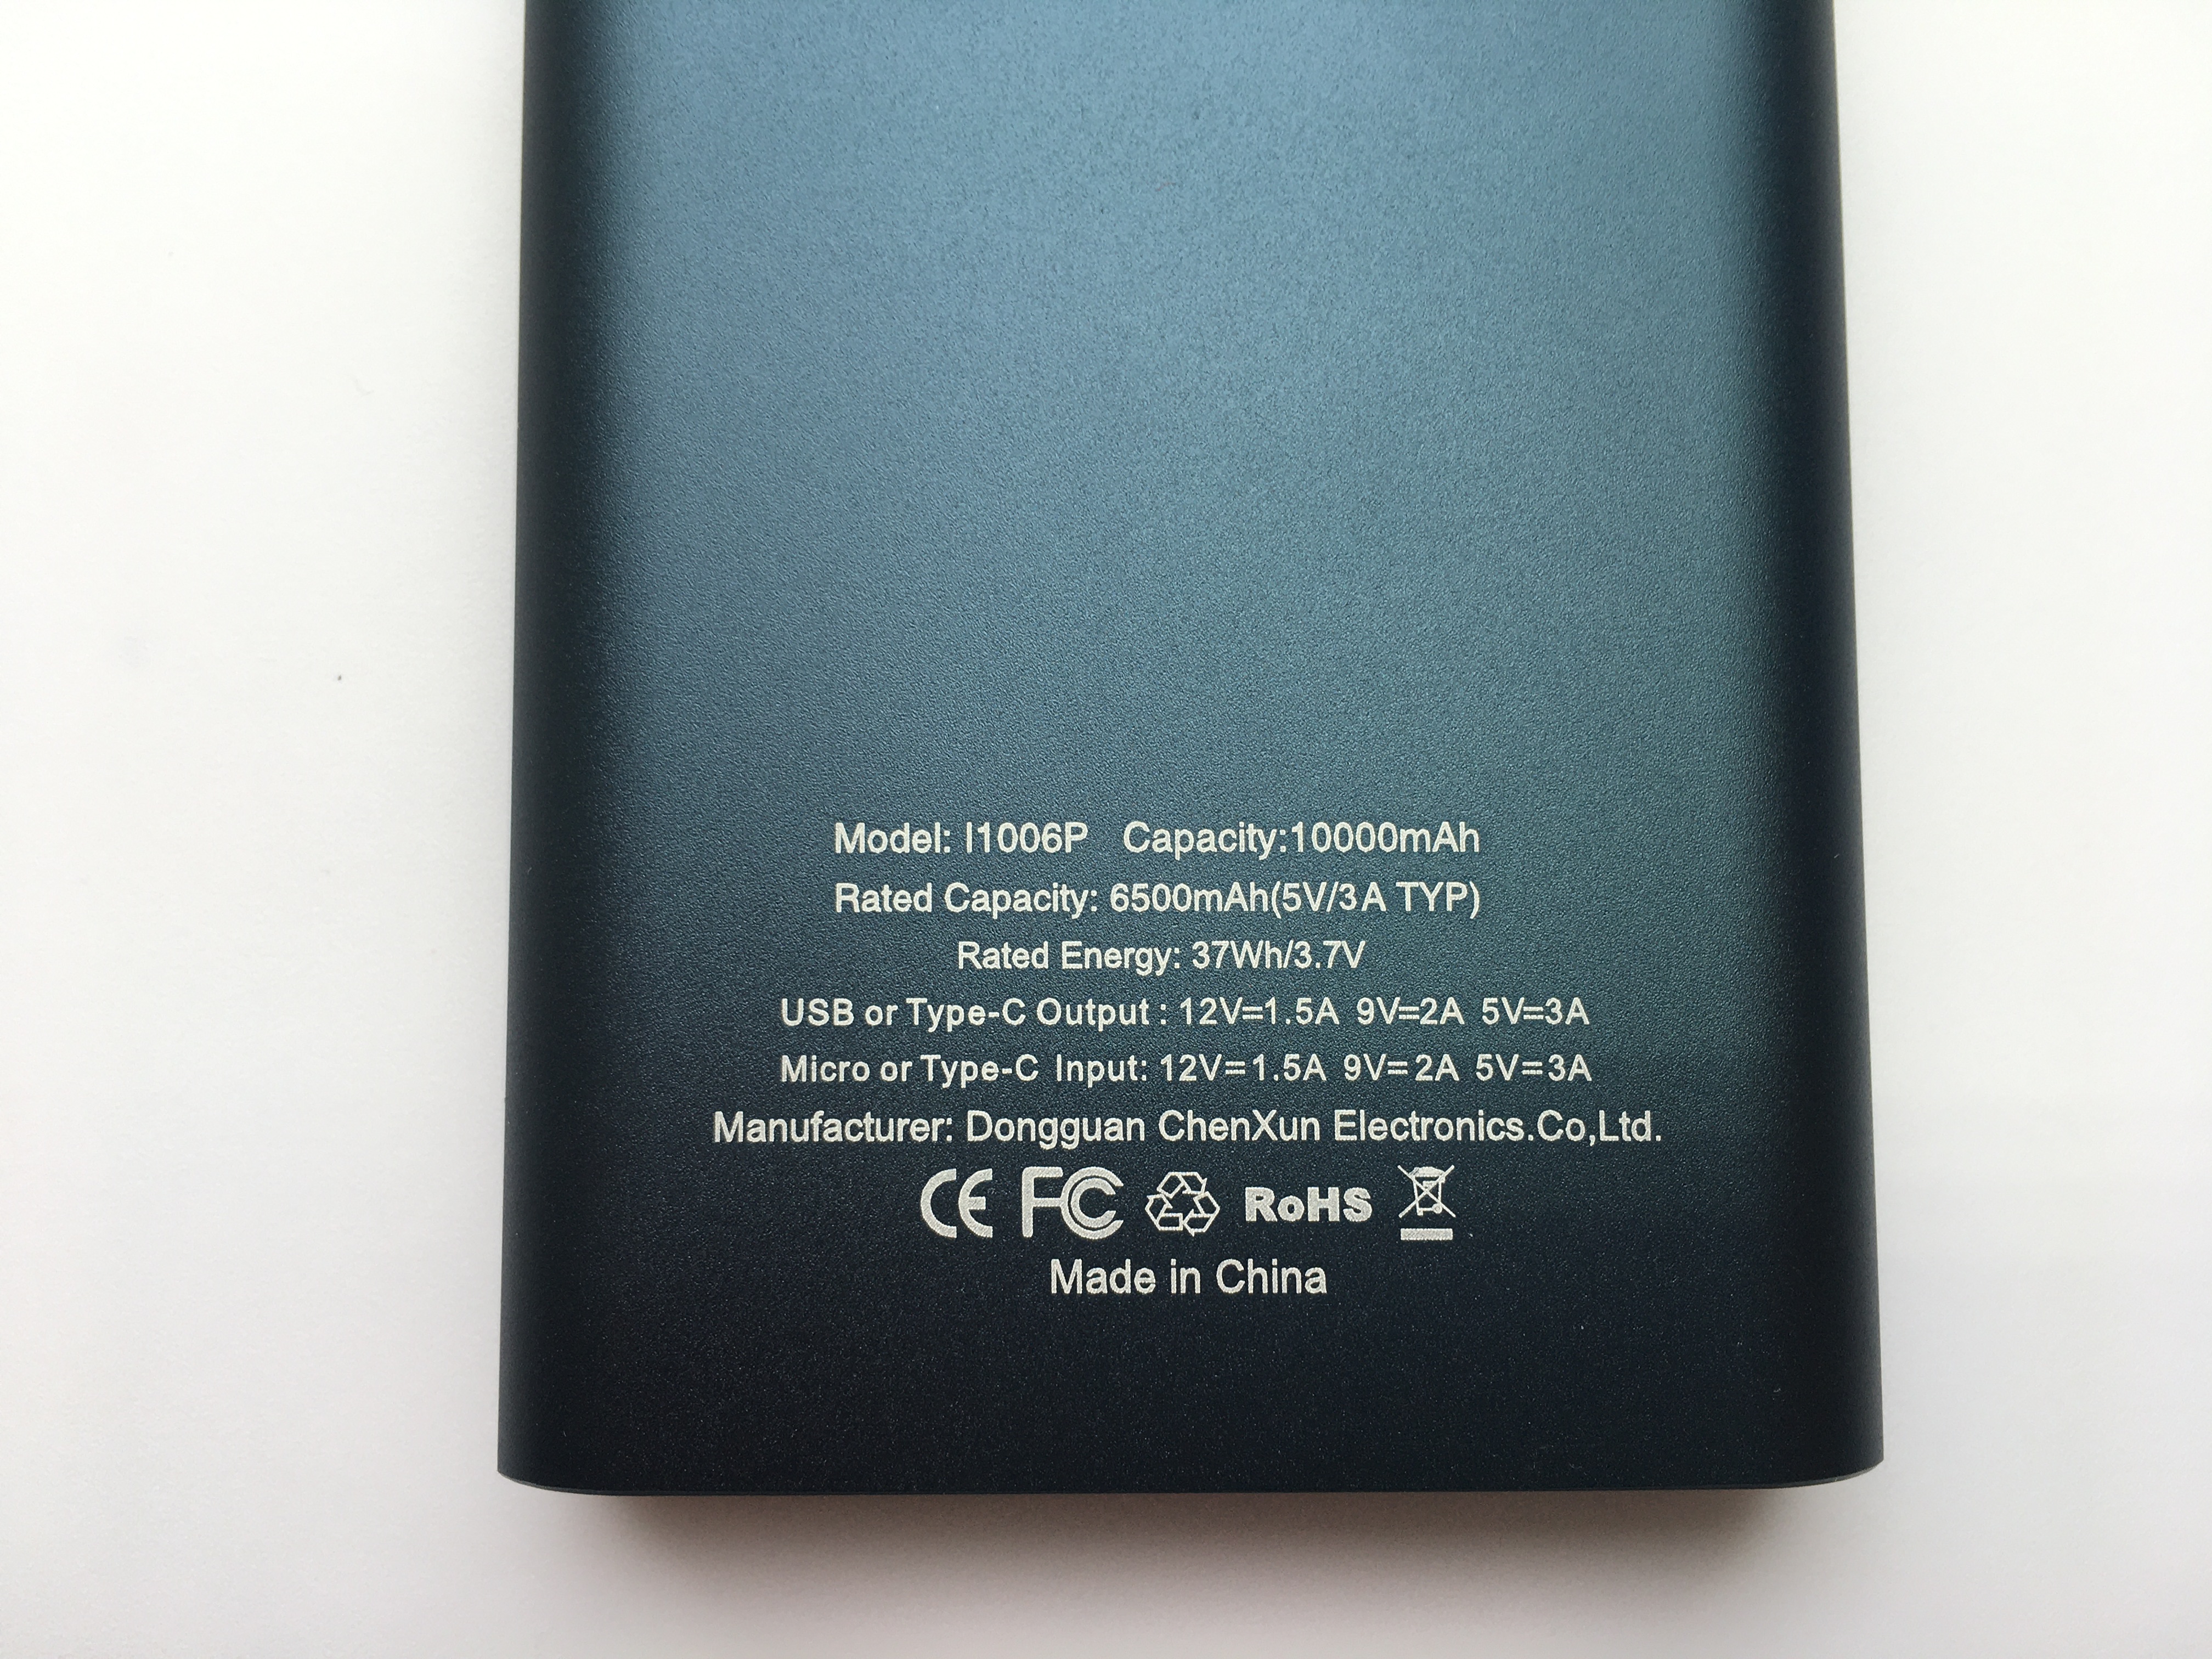 Model: I1006P Capacity:10000mAh
Rated Capacity: 6500mAh(5V/3A TYP)
Rated Energy: 37Wh/3.7V
USB or Type-C Output : 12V=1.5A 9V=2A 5V=3A
Micro or Type-C Input: 12V=1.5A 9V=2A 5V=3A
Manufacturer: Dongguan ChenXun Electronics.Co,Ltd.
CE FC RoHS
Made in China